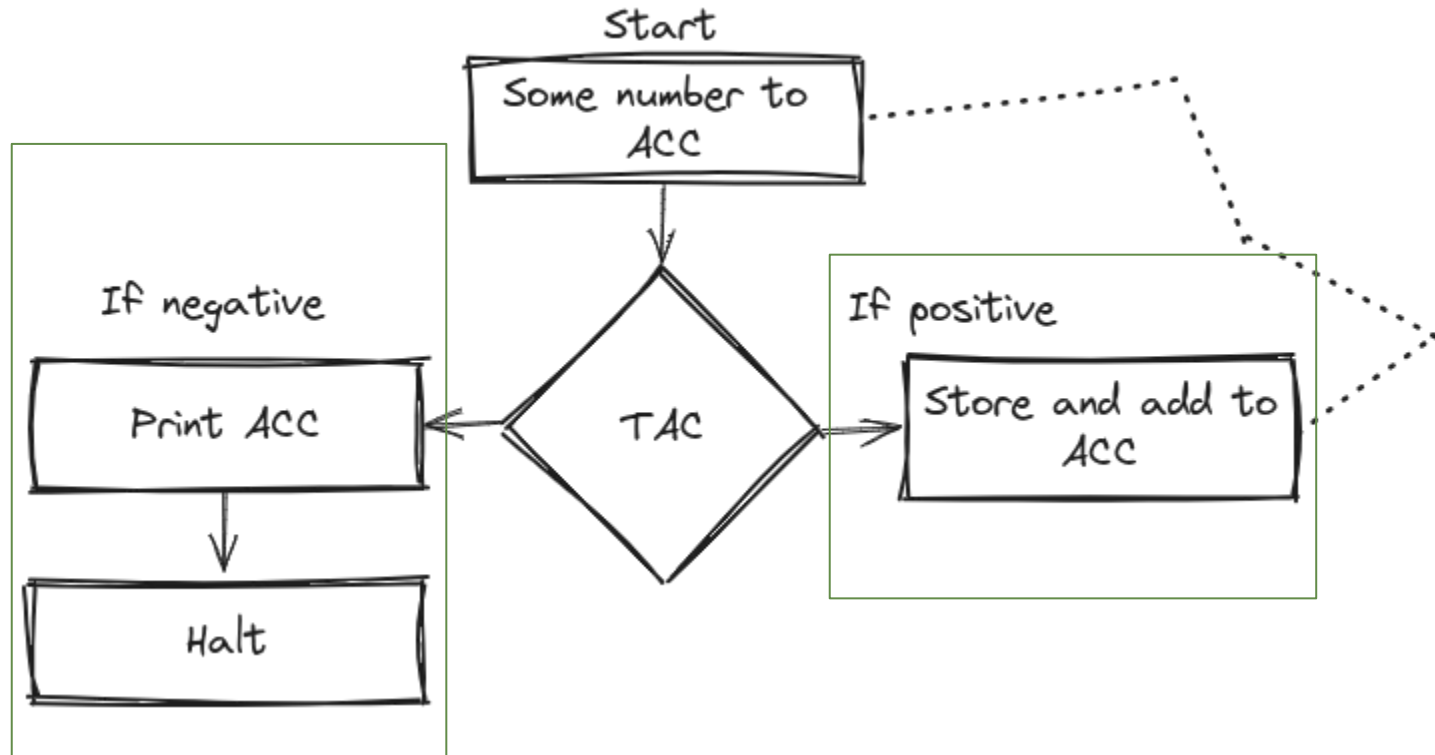 Start
Some number to
ACC
If negative
If positive
Print ACC
TAC
Store and add to
ACC
Halt